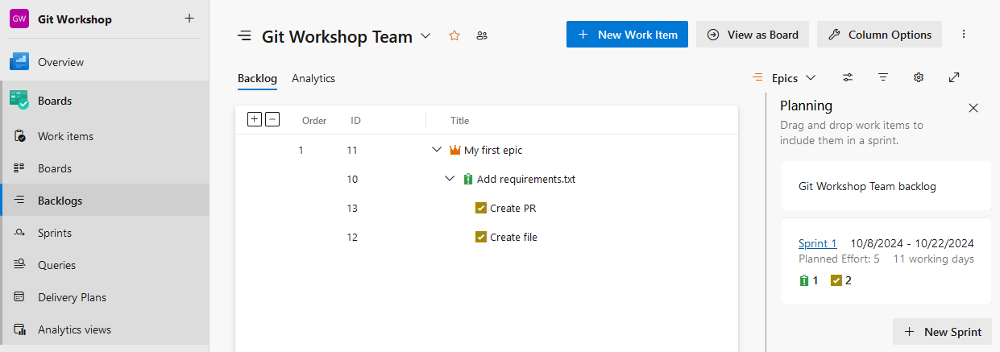 GW Git Workshop
Overview
Boards
Work items
Boards
Backlogs
Sprints
Queries
Delivery Plans
Analytics views
Git Workshop Team
New Work Item
View as Board
Column Options
Backlog Analytics
Epics
Order ID Title
1 11 My first epic
10 Add requirements.txt
13 Create PR
12 Create file
Planning
Drag and drop work items to
include them in a sprint.
Git Workshop Team backlog
Sprint 1 10/8/2024 - 10/22/2024
Planned Effort: 5 11 working days
1 2
New Sprint